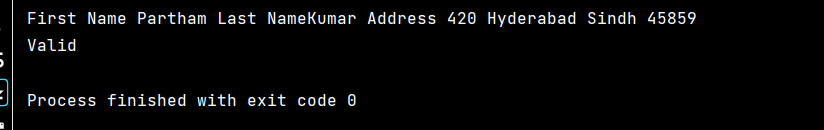 First Name Partham Last NameKumar Address 420 Hyderabad Sindh 45859
Valid
Process finished with exit code 0